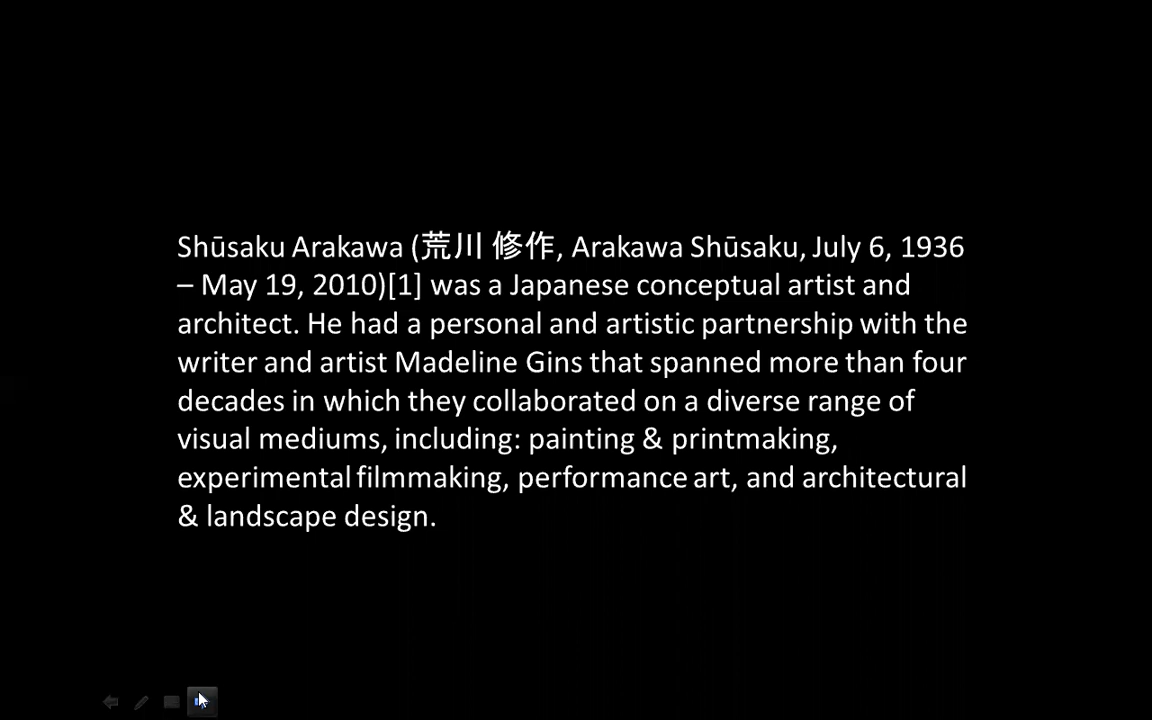 Shūsaku Arakawa (荒川 修作, Arakawa Shūsaku, July 6, 1936
– May 19, 2010)[1] was a Japanese conceptual artist and
architect. He had a personal and artistic partnership with the
writer and artist Madeline Gins that spanned more than four
decades in which they collaborated on a diverse range of
visual mediums, including: painting & printmaking,
experimental filmmaking, performance art, and architectural
& landscape design.